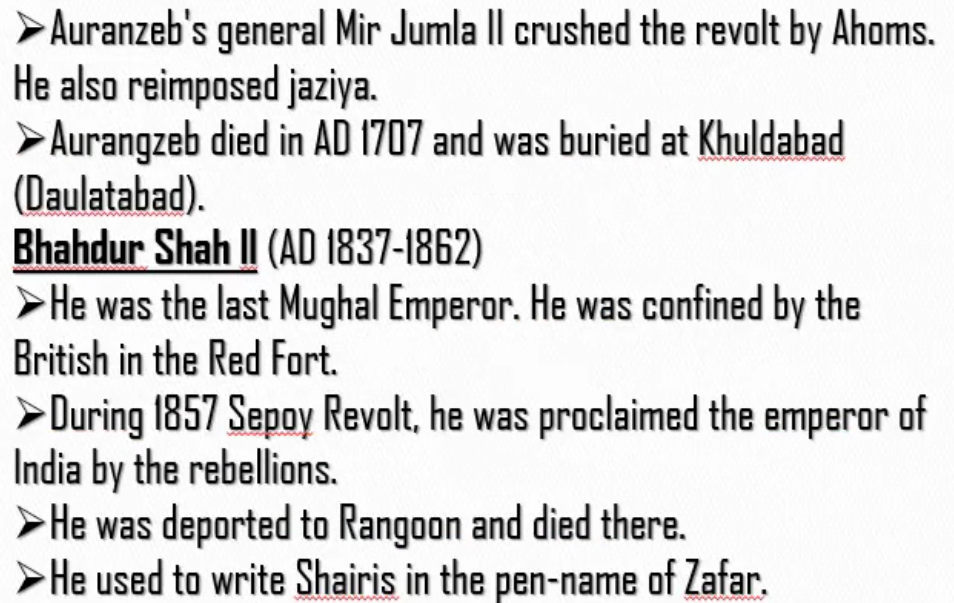 ➢Auranzeb's general Mir Jumla II crushed the revolt by Ahoms.
He also reimposed jaziya.
➢Aurangzeb died in AD 1707 and was buried at Khuldabad
(Daulatabad).
Bhahdur Shah II (AD 1837-1862)
➢He was the last Mughal Emperor. He was confined by the
British in the Red Fort.
➢During 1857 Sepoy Revolt, he was proclaimed the emperor of
India by the rebellions.
➢He was deported to Rangoon and died there.
➢He used to write Shairis in the pen-name of Zafar.